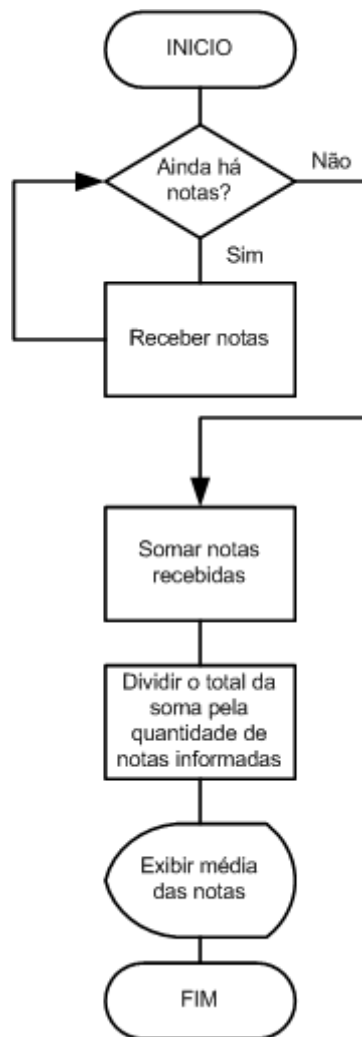 INICIO
Ainda há
notas?
Não
Sim
Receber notas
Somar notas
recebidas
Dividir o total da
soma pela
quantidade de
notas informadas
Exibir média
das notas
FIM